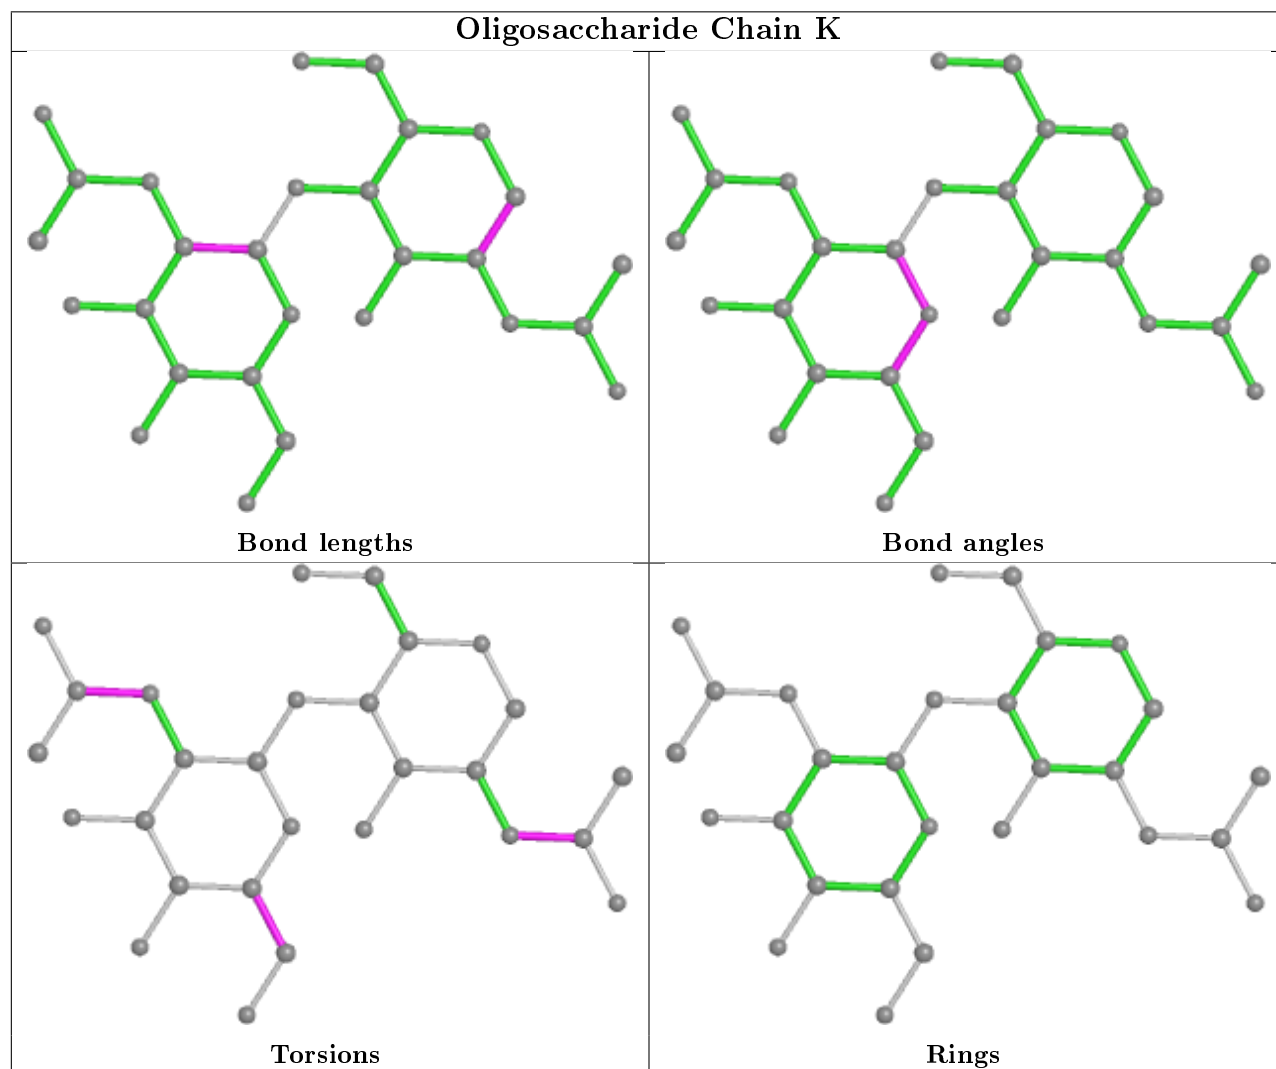 Oligosaccharide Chain K
Bond lengths
Bond angles
Torsions
Rings